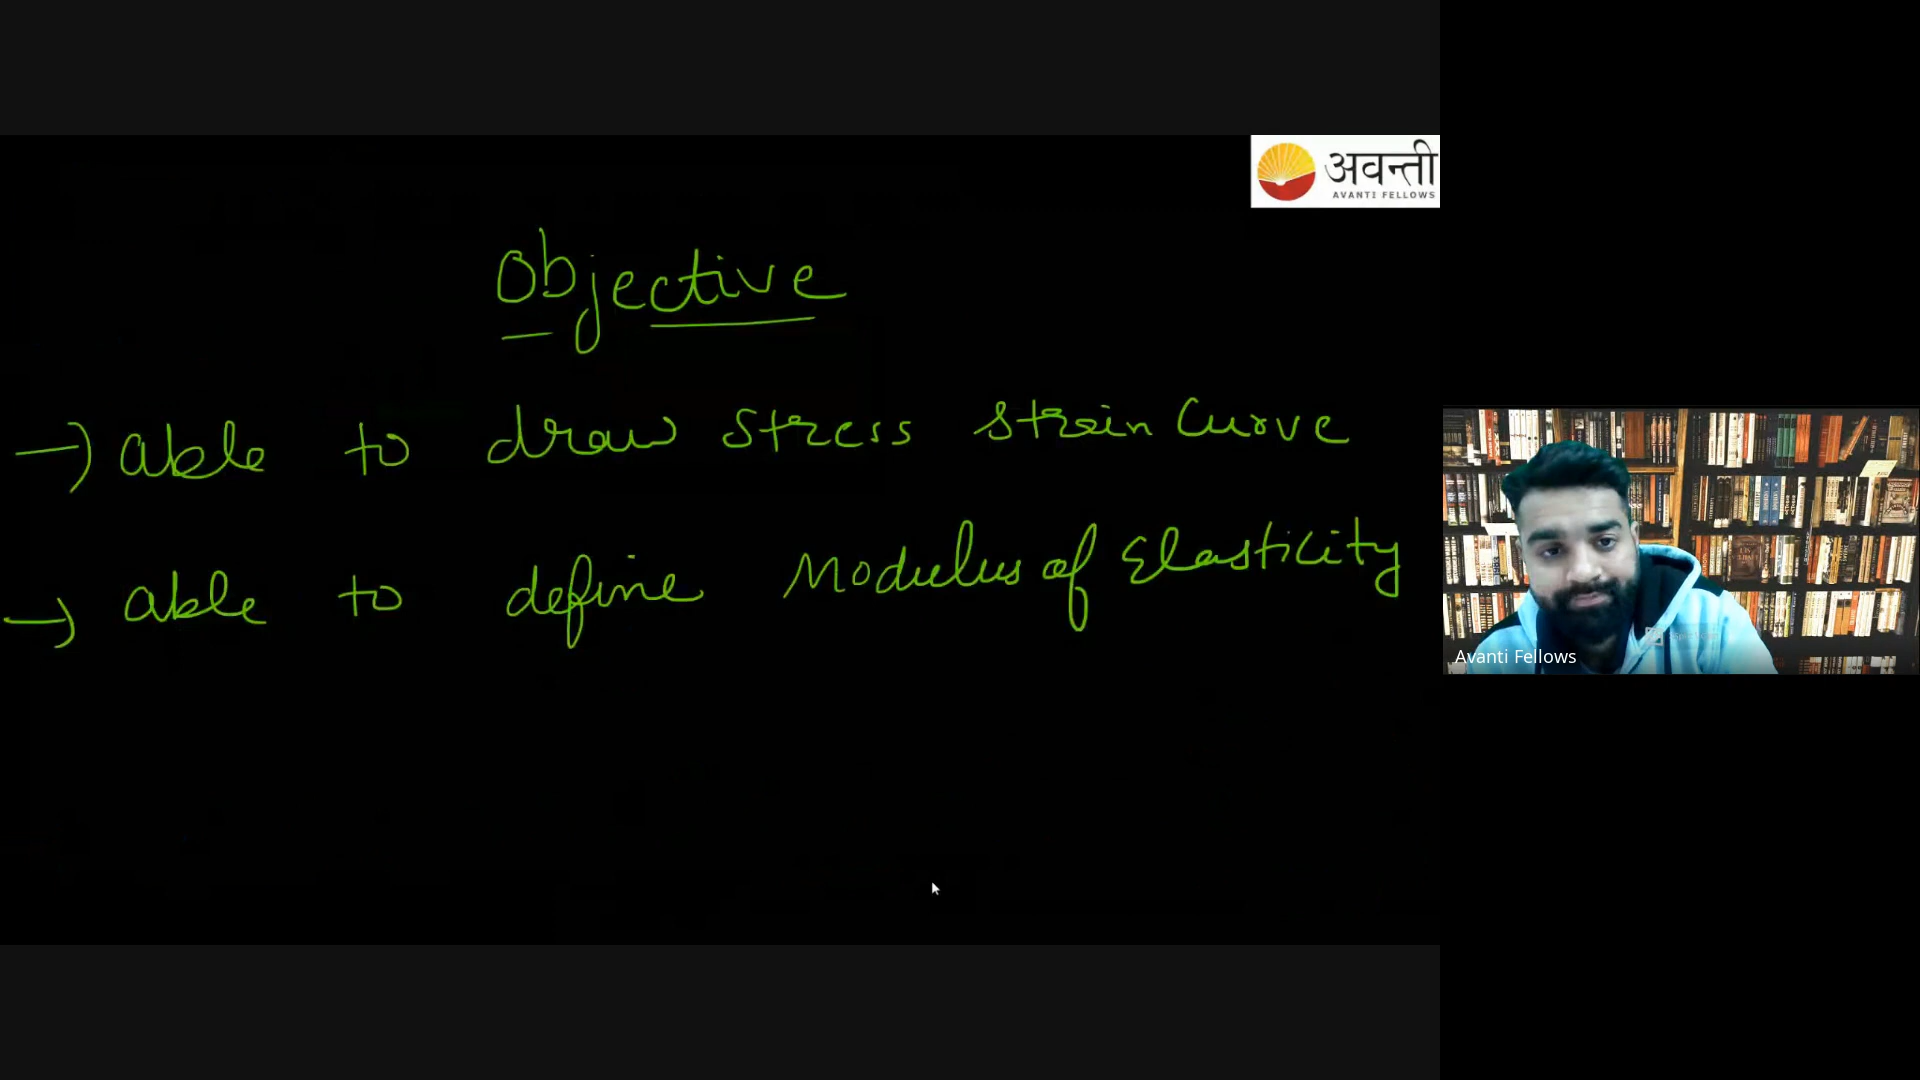 अवन्ती
AVANTI FELLOWS
Objective
→ able to draw stress strain Curve
→ able to define Modulus of Elasticity
Avanti Fellows